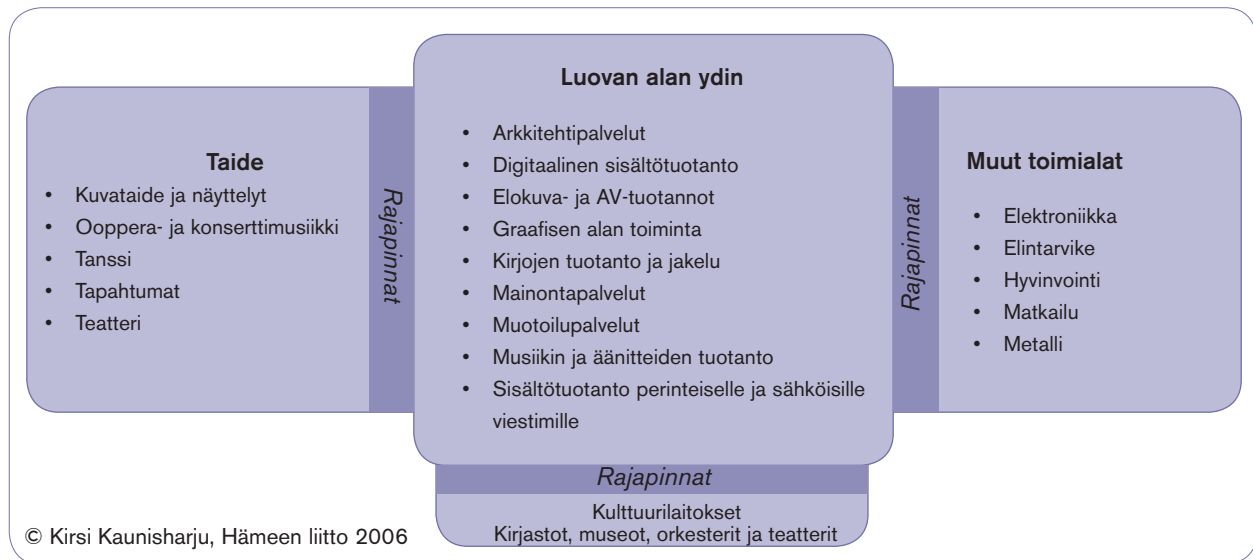 Taide
• Kuvataide ja näyttelyt
• Ooppera- ja konserttimusiikki
• Tanssi
• Tapahtumat
• Teatteri
Rajapinnat
Luovan alan ydin
• Arkkitehtipalvelut
• Digitaalinen sisältötuotanto
• Elokuva- ja AV-tuotannot
• Graafisen alan toiminta
• Kirjojen tuotanto ja jakelu
• Mainontapalvelut
• Muotoilupalvelut
• Musiikin ja äänitteiden tuotanto
• Sisältötuotanto perinteiselle ja sähköisille
viestimille
Rajapinnat
Muut toimialat
• Elektroniikka
• Elintarvike
• Hyvinvointi
• Matkailu
• Metalli
Rajapinnat
Kulttuurilaitokset
Kirjastot, museot, orkesterit ja teatterit
© Kirsi Kaunisharju, Hämeen liitto 2006